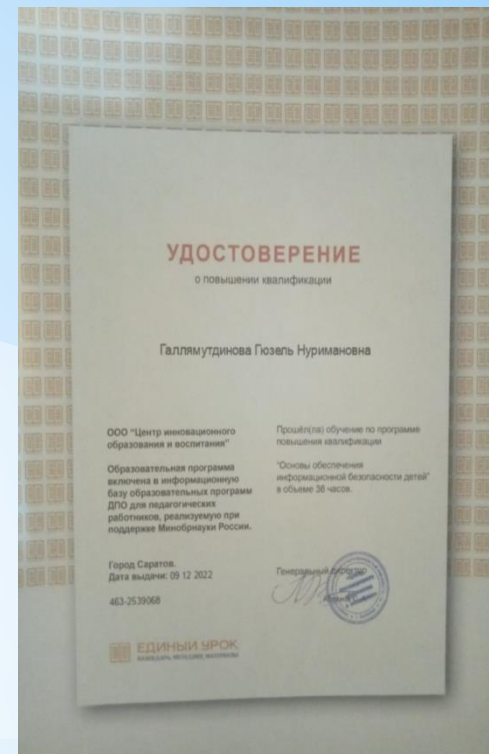 УДОСТОВЕРЕНИЕ
о повышении квалификации
Галлямутдинова Гюзель Нуримановна
ООО "Центр инновационного
образования и воспитания"
Образовательная программа
включена в информационную
базу образовательных программ
ДПО для педагогических
работников, реализуемую при
поддержке Минобрнауки России.
Город Саратов.
Дата выдачи: 09 12 2022
463-2539068
Прошёл(ла) обучение по программе
повышения квалификации
"Основы обеспечения
информационной безопасности детей"
в объеме 36 часов.
Генеральный директор
ЕДИНЫЙ УРОК